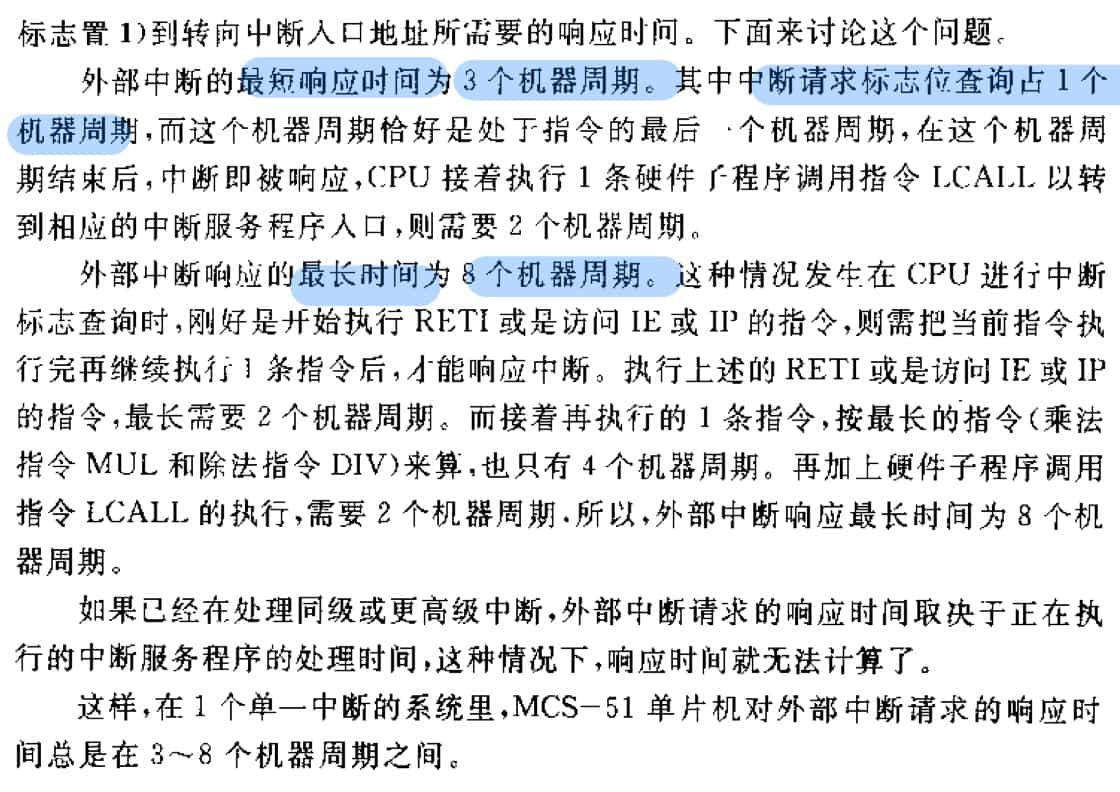 标志置 1)到转向中断入口地址所需要的响应时间。下面来讨论这个问题。
外部中断的最短响应时间为 3 个机器周期。其中中断请求标志位查询占 1 个
机器周期,而这个机器周期恰好是处于指令的最后一个机器周期,在这个机器周
期结束后,中断即被响应,CPU 接着执行 1 条硬件子程序调用指令 LCALL 以转
到相应的中断服务程序入口,则需要 2 个机器周期。
外部中断响应的最长时间为 8 个机器周期。这种情况发生在 CPU 进行中断
标志查询时,刚好是开始执行 RETI 或是访问 IE 或 IP 的指令,则需把当前指令执
行完再继续执行 1 条指令后,才能响应中断。执行上述的 RETI 或是访问 IE 或 IP
的指令,最长需要 2 个机器周期。而接着再执行的 1 条指令,按最长的指令(乘法
指令 MUL 和除法指令 DIV)来算,也只有 4 个机器周期。再加上硬件子程序调用
指令 LCALL 的执行,需要 2 个机器周期.所以,外部中断响应最长时间为 8 个机
器周期。
如果已经在处理同级或更高级中断,外部中断请求的响应时间取决于正在执
行的中断服务程序的处理时间,这种情况下,响应时间就无法计算了。
这样,在 1 个单一中断的系统里,MCS-51 单片机对外部中断请求的响应时
间总是在 3～8 个机器周期之间。